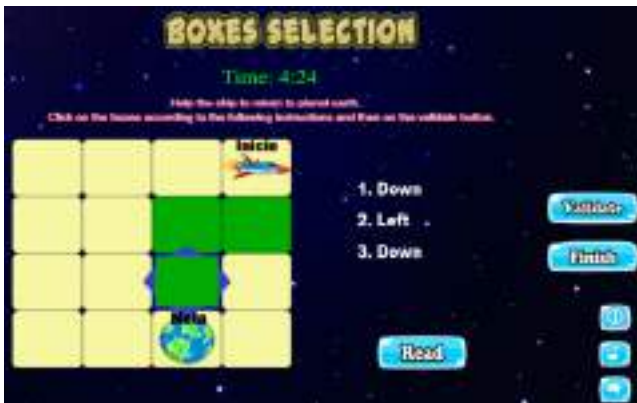 BOXES SELECTION
Time: 4:24
Help the ship to return to planet earth.
Click on the boxes according to the following instructions and then on the validate button.
Inicio
1. Down
2. Left
3. Down
Validate
Finish
Meta
Read